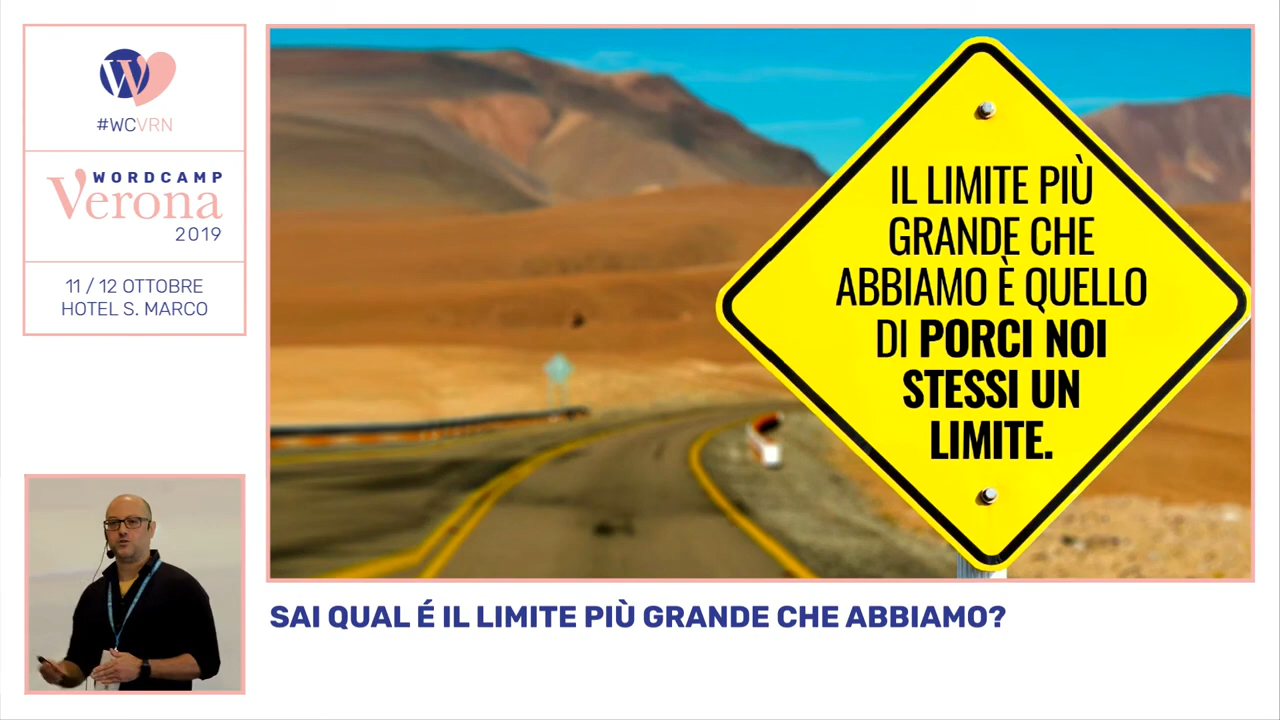 #WCVRN
WORDCAMP
Verona
2019
11 / 12 OTTOBRE
HOTEL S. MARCO
IL LIMITE PIÙ
GRANDE CHE
ABBIAMO È QUELLO
DI PORCI NOI
STESSI UN
LIMITE.
SAI QUAL É IL LIMITE PIÙ GRANDE CHE ABBIAMO?